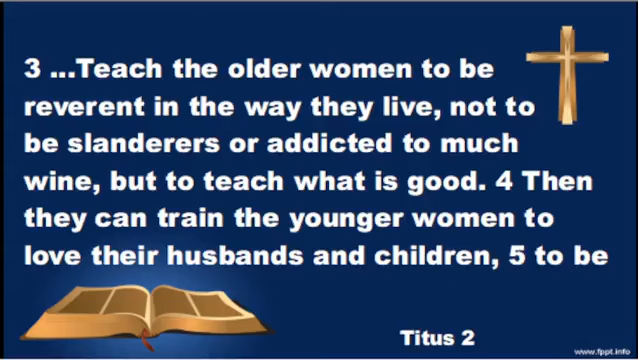 3 ...Teach the older women to be
reverent in the way they live, not to
be slanderers or addicted to much
wine, but to teach what is good. 4 Then
they can train the younger women to
love their husbands and children, 5 to be
Titus 2
www.fppt.info